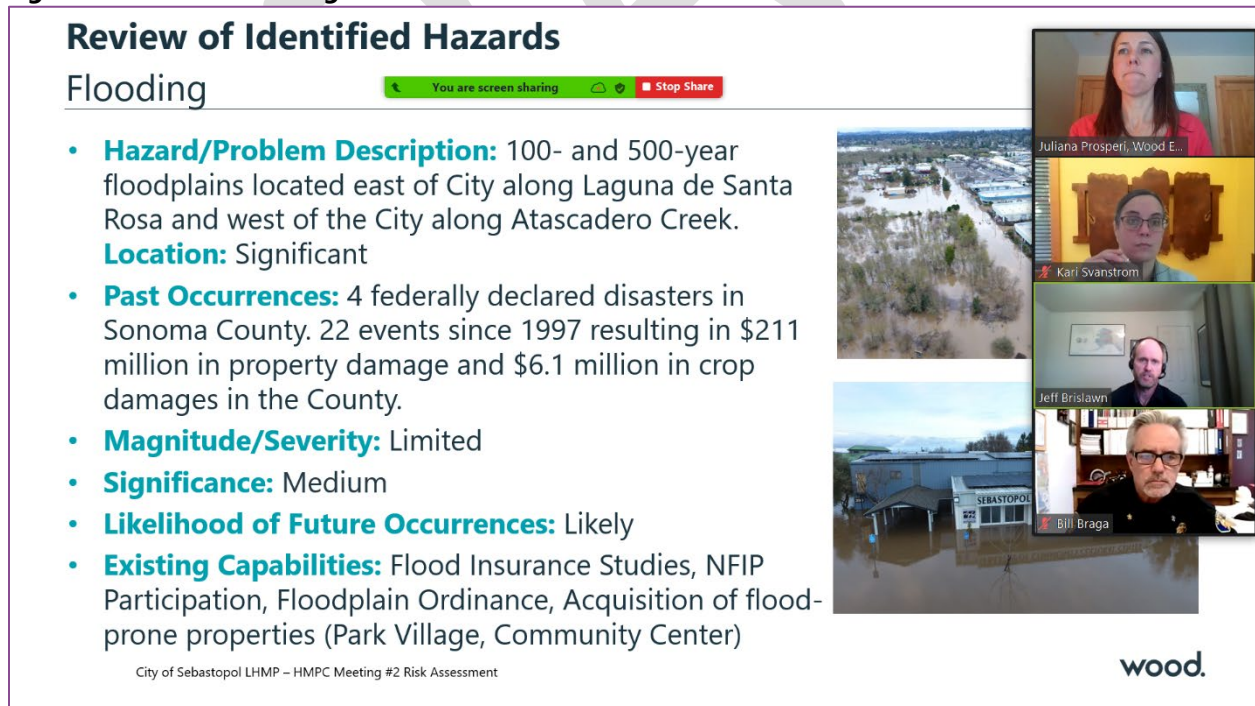 Review of Identified Hazards
Flooding
You are screen sharing
Stop Share
• Hazard/Problem Description: 100- and 500-year
floodplains located east of City along Laguna de Santa
Rosa and west of the City along Atascadero Creek.
Location: Significant
• Past Occurrences: 4 federally declared disasters in
Sonoma County. 22 events since 1997 resulting in $211
million in property damage and $6.1 million in crop
damages in the County.
• Magnitude/Severity: Limited
• Significance: Medium
• Likelihood of Future Occurrences: Likely
• Existing Capabilities: Flood Insurance Studies, NFIP
Participation, Floodplain Ordinance, Acquisition of flood-
prone properties (Park Village, Community Center)
City of Sebastopol LHMP – HMPC Meeting #2 Risk Assessment
Juliana Prosperi, Wood E...
Kari Svanstrom
Jeff Brislawn
Bill Braga
SEBASTOPOL
wood.